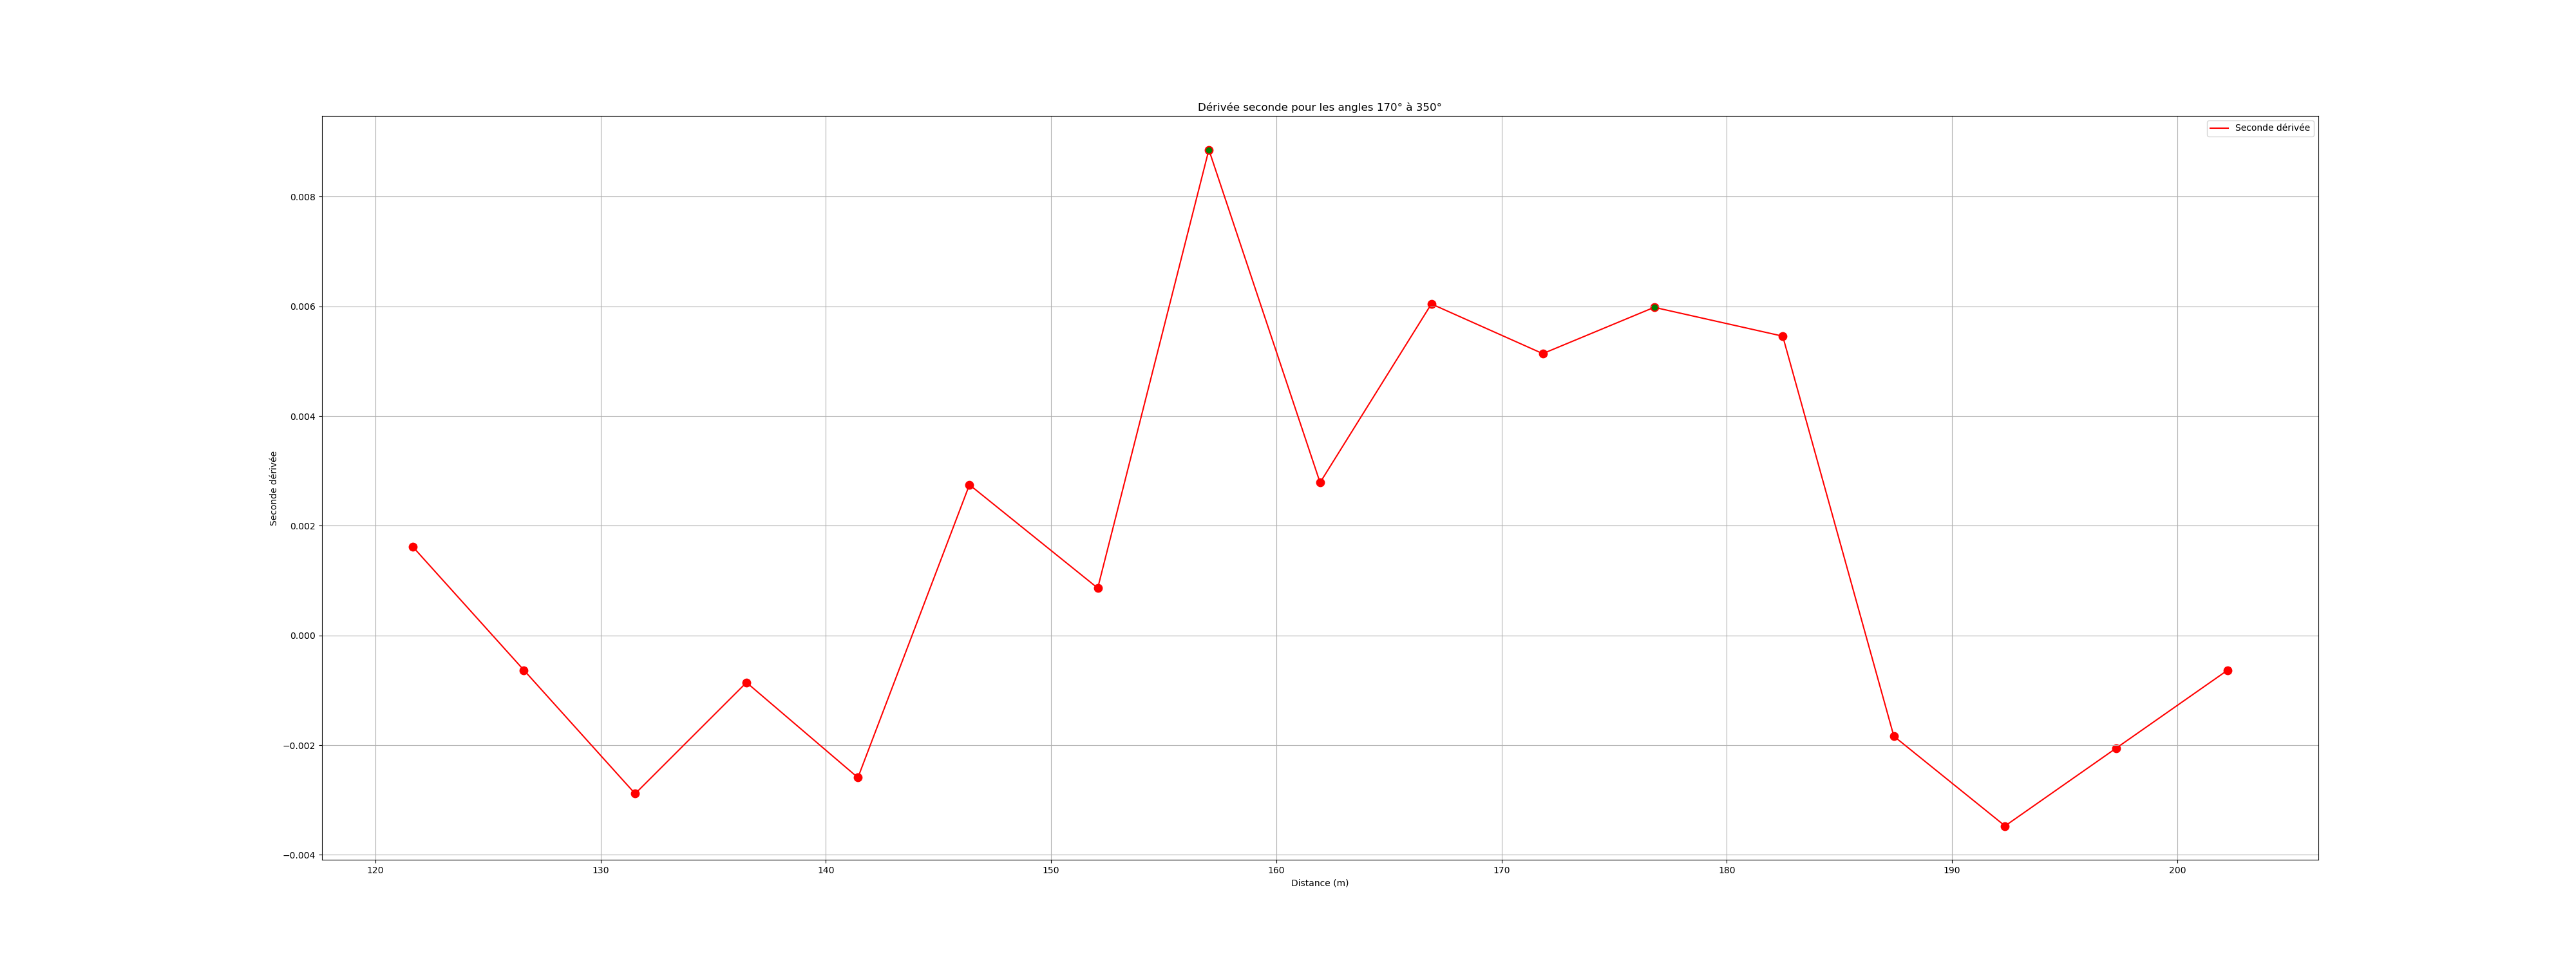 Dérivée seconde pour les angles 170° à 350°
Seconde dérivée
0.008
0.006
0.004
0.002
0.000
−0.002
−0.004
Seconde dérivée
120 130 140 150 160 170 180 190 200
Distance (m)